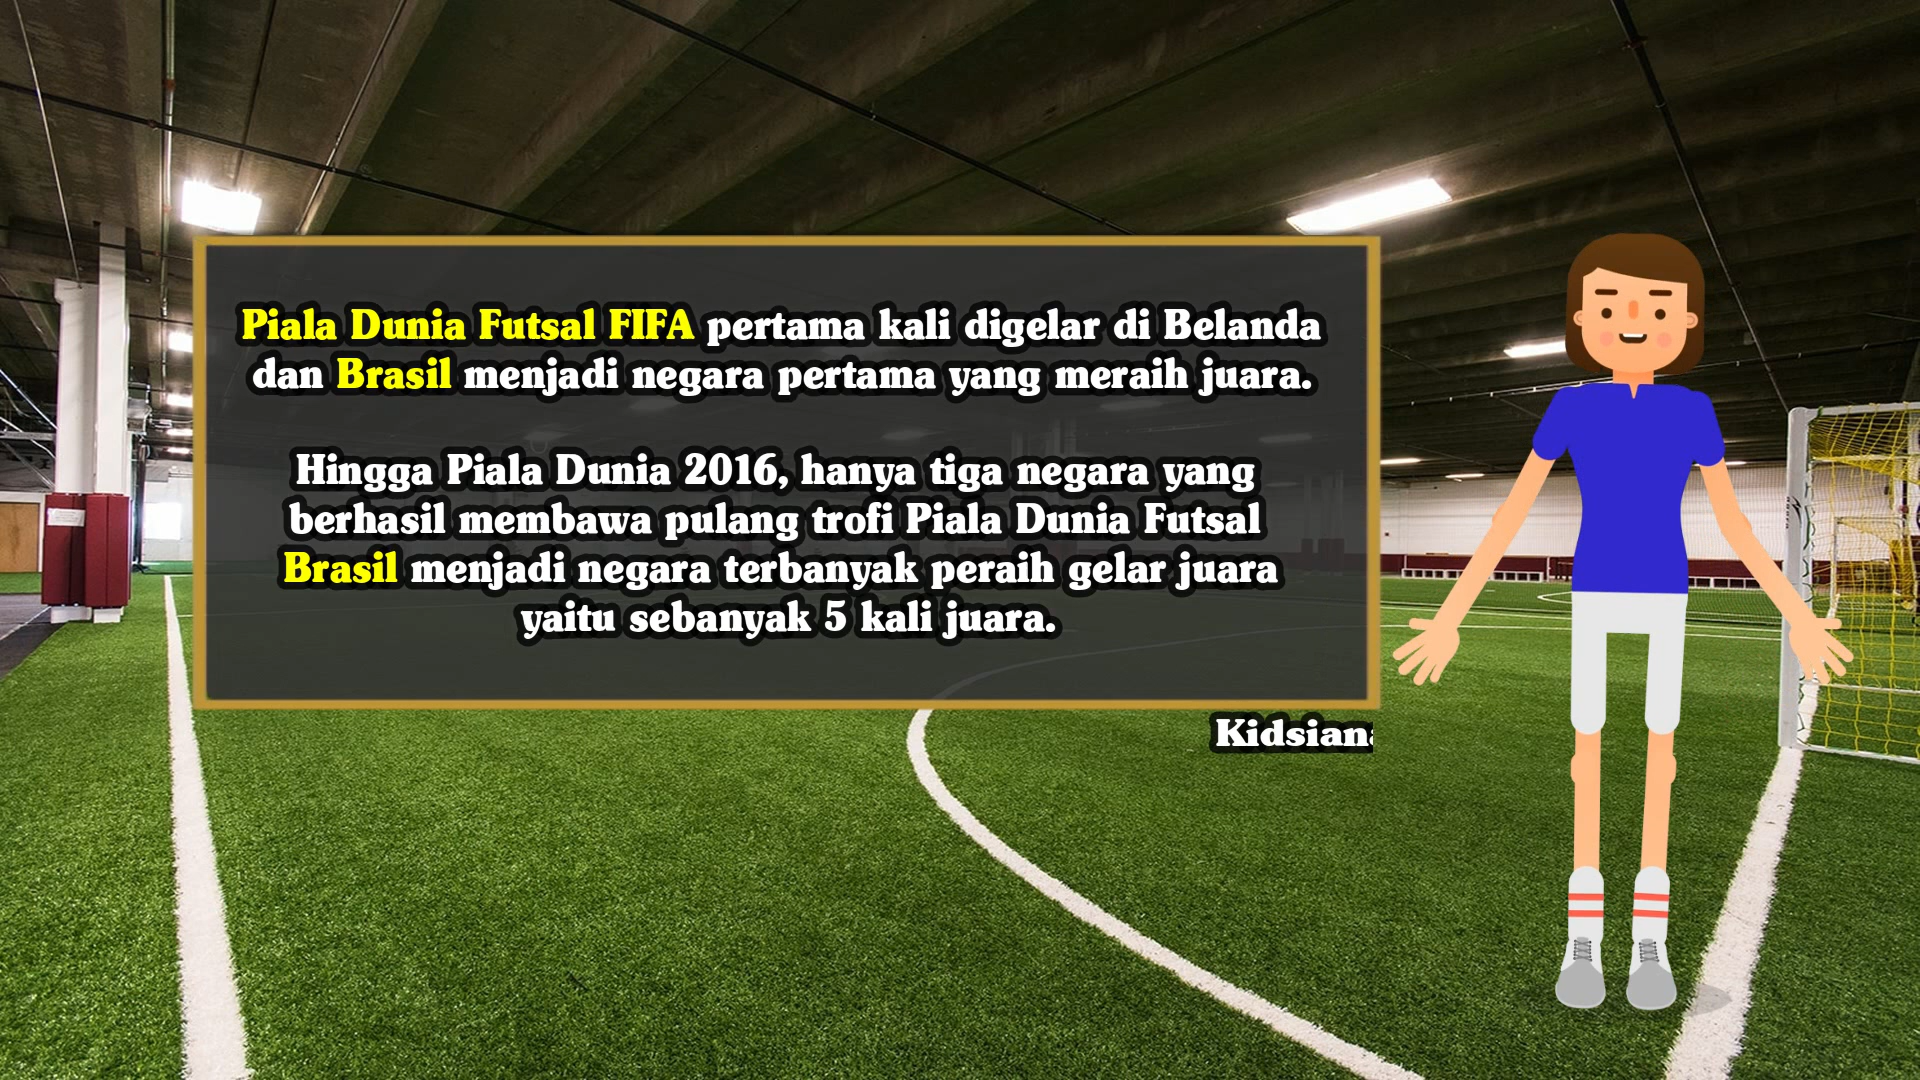 Piala Dunia Futsal FIFA pertama kali digelar di Belanda
dan Brasil menjadi negara pertama yang meraih juara.
Hingga Piala Dunia 2016, hanya tiga negara yang
berhasil membawa pulang trofi Piala Dunia Futsal
Brasil menjadi negara terbanyak peraih gelar juara
yaitu sebanyak 5 kali juara.